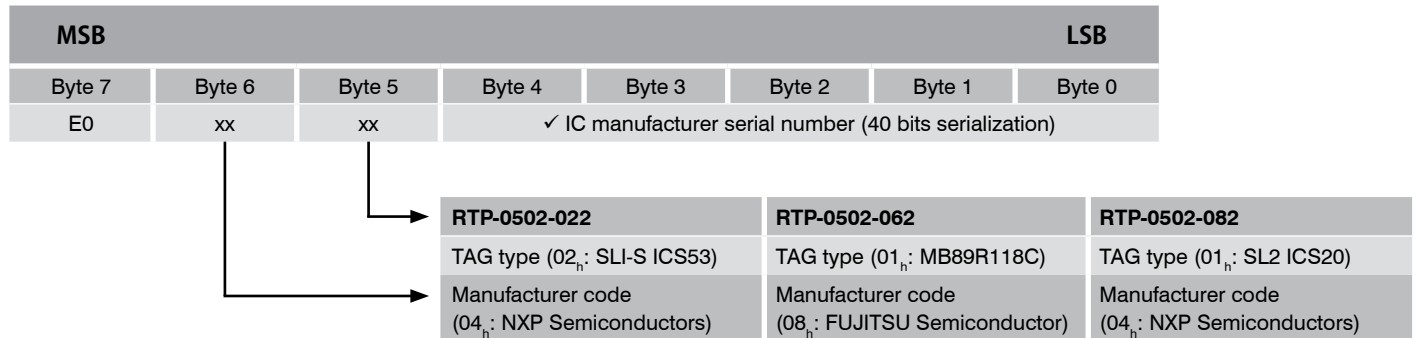 MSB LSB
Byte 7 Byte 6 Byte 5 Byte 4 Byte 3 Byte 2 Byte 1 Byte 0
E0 xx xx ✓ IC manufacturer serial number (40 bits serialization)
RTP-0502-022 RTP-0502-062 RTP-0502-082
TAG type (02h: SLI-S ICS53) TAG type (01h: MB89R118C) TAG type (01h: SL2 ICS20)
Manufacturer code Manufacturer code Manufacturer code
(04h: NXP Semiconductors) (08h: FUJITSU Semiconductor) (04h: NXP Semiconductors)